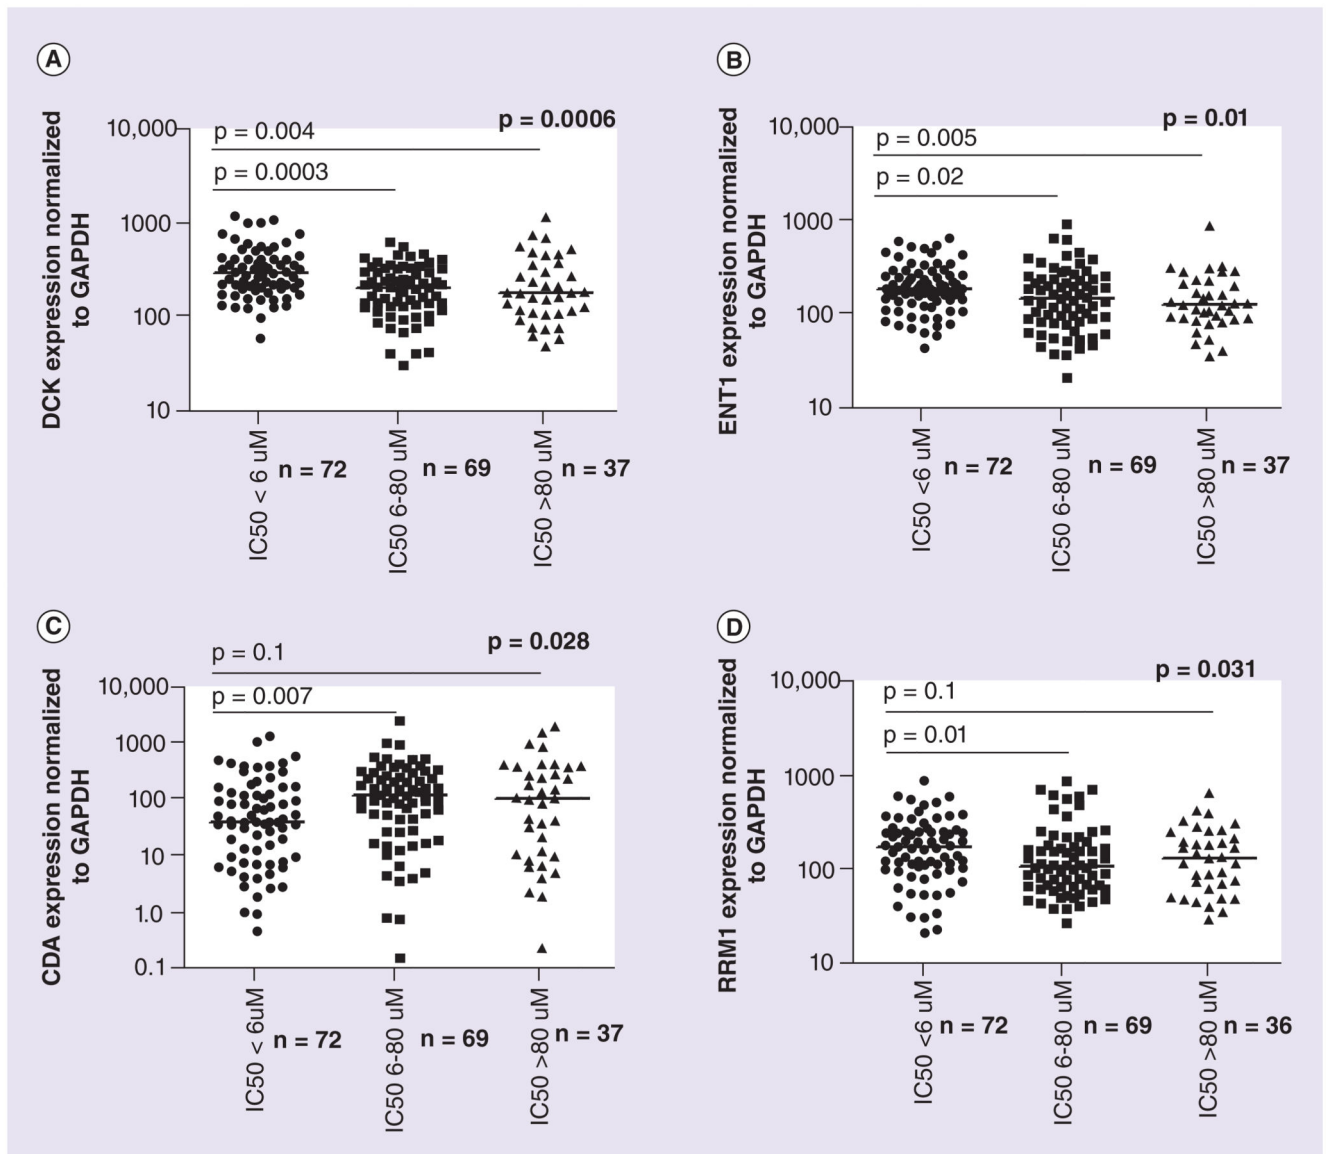 A
DCK expression normalized
to GAPDH
10,000
1000
100
10
p = 0.004
p = 0.0003
p = 0.0006
IC50 < 6 uM
n = 72
IC50 6-80 uM
n = 69
IC50 >80 uM
n = 37
B
ENT1 expression normalized
to GAPDH
10,000
1000
100
10
p = 0.005
p = 0.02
p = 0.01
IC50 <6 uM
n = 72
IC50 6-80 uM
n = 69
IC50 >80 uM
n = 37
C
CDA expression normalized
to GAPDH
10,000
1000
100
10
1.0
0.1
p = 0.1
p = 0.007
p = 0.028
IC50 < 6uM
n = 72
IC50 6-80 uM
n = 69
IC50 >80 uM
n = 37
D
RRM1 expression normalized
to GAPDH
10,000
1000
100
10
p = 0.1
p = 0.01
p = 0.031
IC50 <6 uM
n = 72
IC50 6-80 uM
n = 69
IC50 >80 uM
n = 36